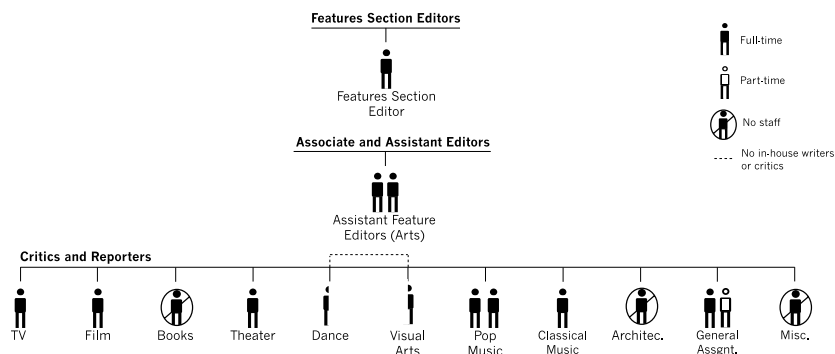 Features Section Editors
Features Section
Editor
Associate and Assistant Editors
Assistant Feature
Editors (Arts)
Critics and Reporters
TV
Film
Books
Theater
Dance
Visual
Arts
Pop
Music
Classical
Music
Architec.
General
Assgnt.
Misc.
Full-time
Part-time
No staff
No in-house writers
or critics